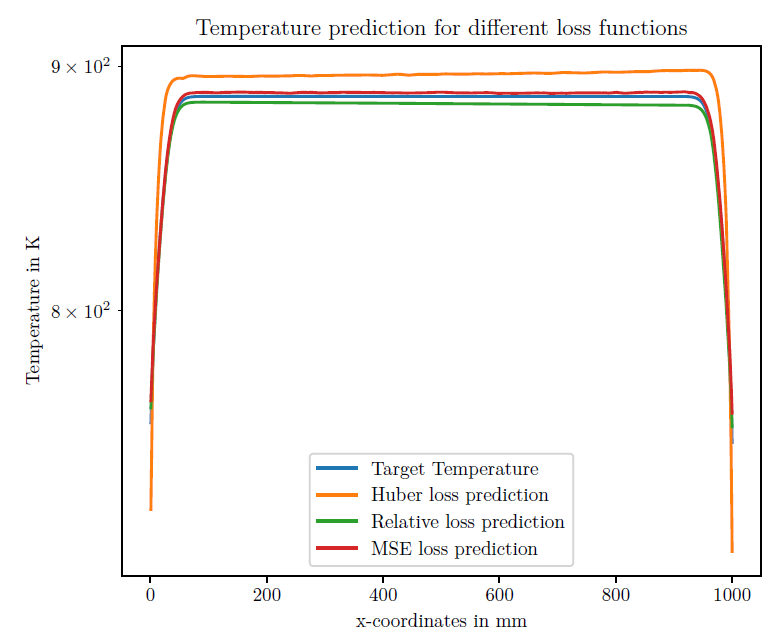 Temperature prediction for different loss functions
9 × 10²
8 × 10²
Temperature in K
Target Temperature
Huber loss prediction
Relative loss prediction
MSE loss prediction
0 200 400 600 800 1000
x-coordinates in mm